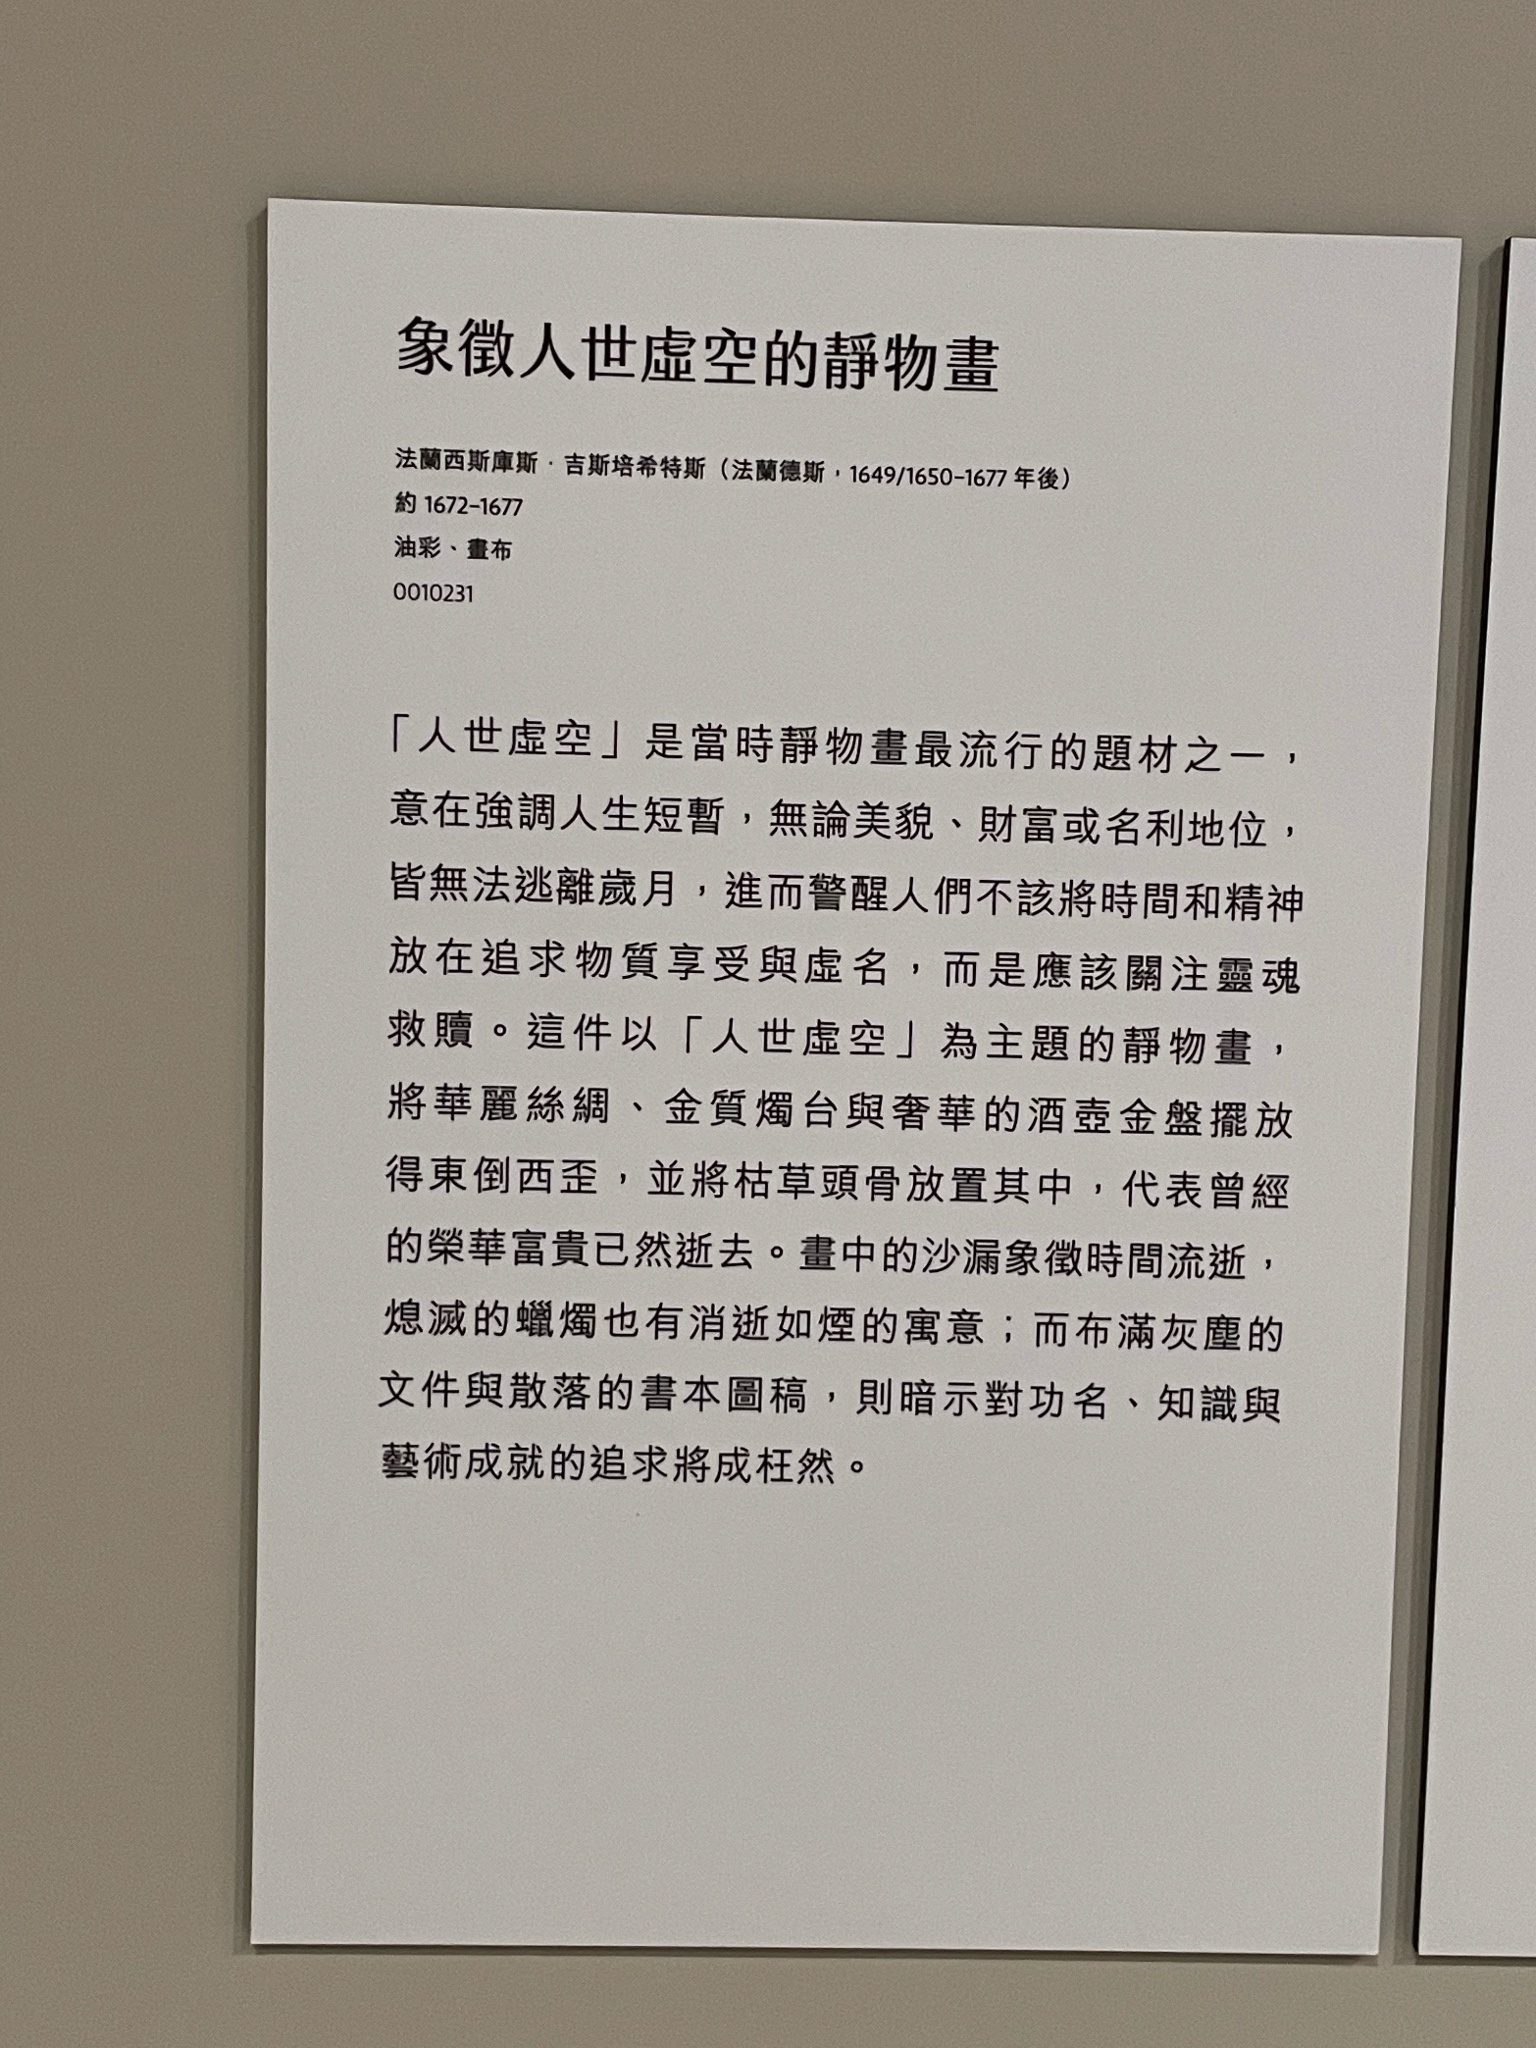 象徵人世虛空的靜物畫
法蘭西斯庫斯·吉斯培希特斯（法蘭德斯，1649/1650–1677 年後）
約 1672–1677
油彩、畫布
0010231
「人世虛空」是當時靜物畫最流行的題材之一，
意在強調人生短暫，無論美貌、財富或名利地位，
皆無法逃離歲月，進而警醒人們不該將時間和精神
放在追求物質享受與虛名，而是應該關注靈魂
救贖。這件以「人世虛空」為主題的靜物畫，
將華麗絲綢、金質燭台與奢華的酒壺金盤擺放
得東倒西歪，並將枯草頭骨放置其中，代表曾經
的榮華富貴已然逝去。畫中的沙漏象徵時間流逝，
熄滅的蠟燭也有消逝如煙的寓意；而布滿灰塵的
文件與散落的書本圖稿，則暗示對功名、知識與
藝術成就的追求將成枉然。